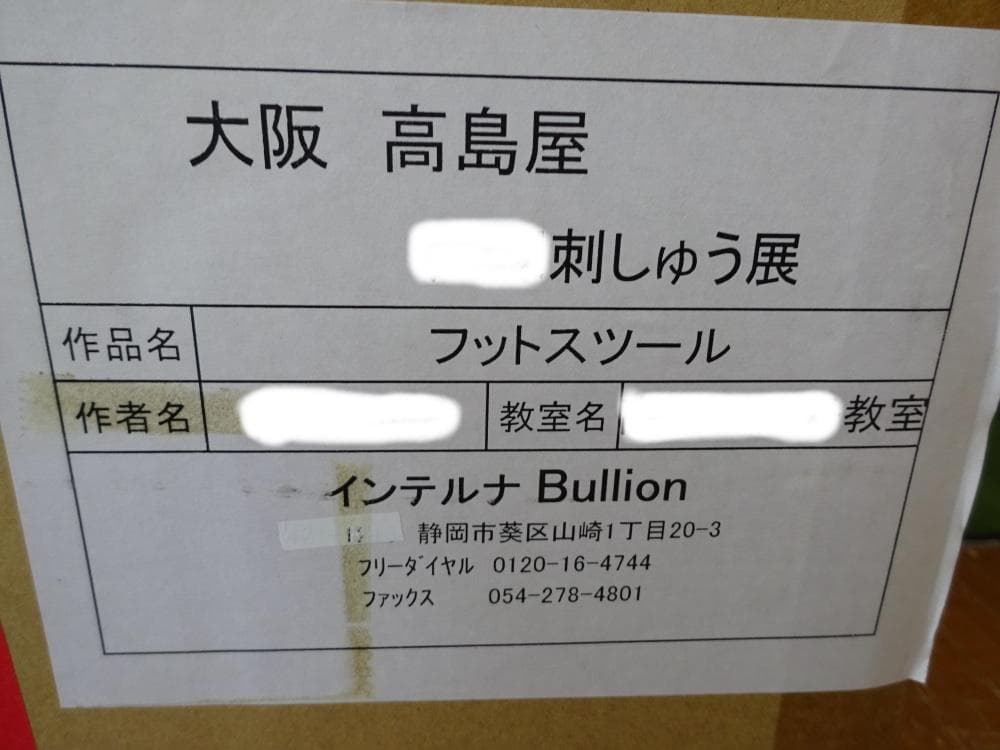 大阪 高島屋
刺しゅう展
作品名 フットスツール
作者名 教室名 教室
インテルナ Bullion
静岡市葵区山崎1丁目20-3
フリーダイヤル 0120-16-4744
ファックス 054-278-4801